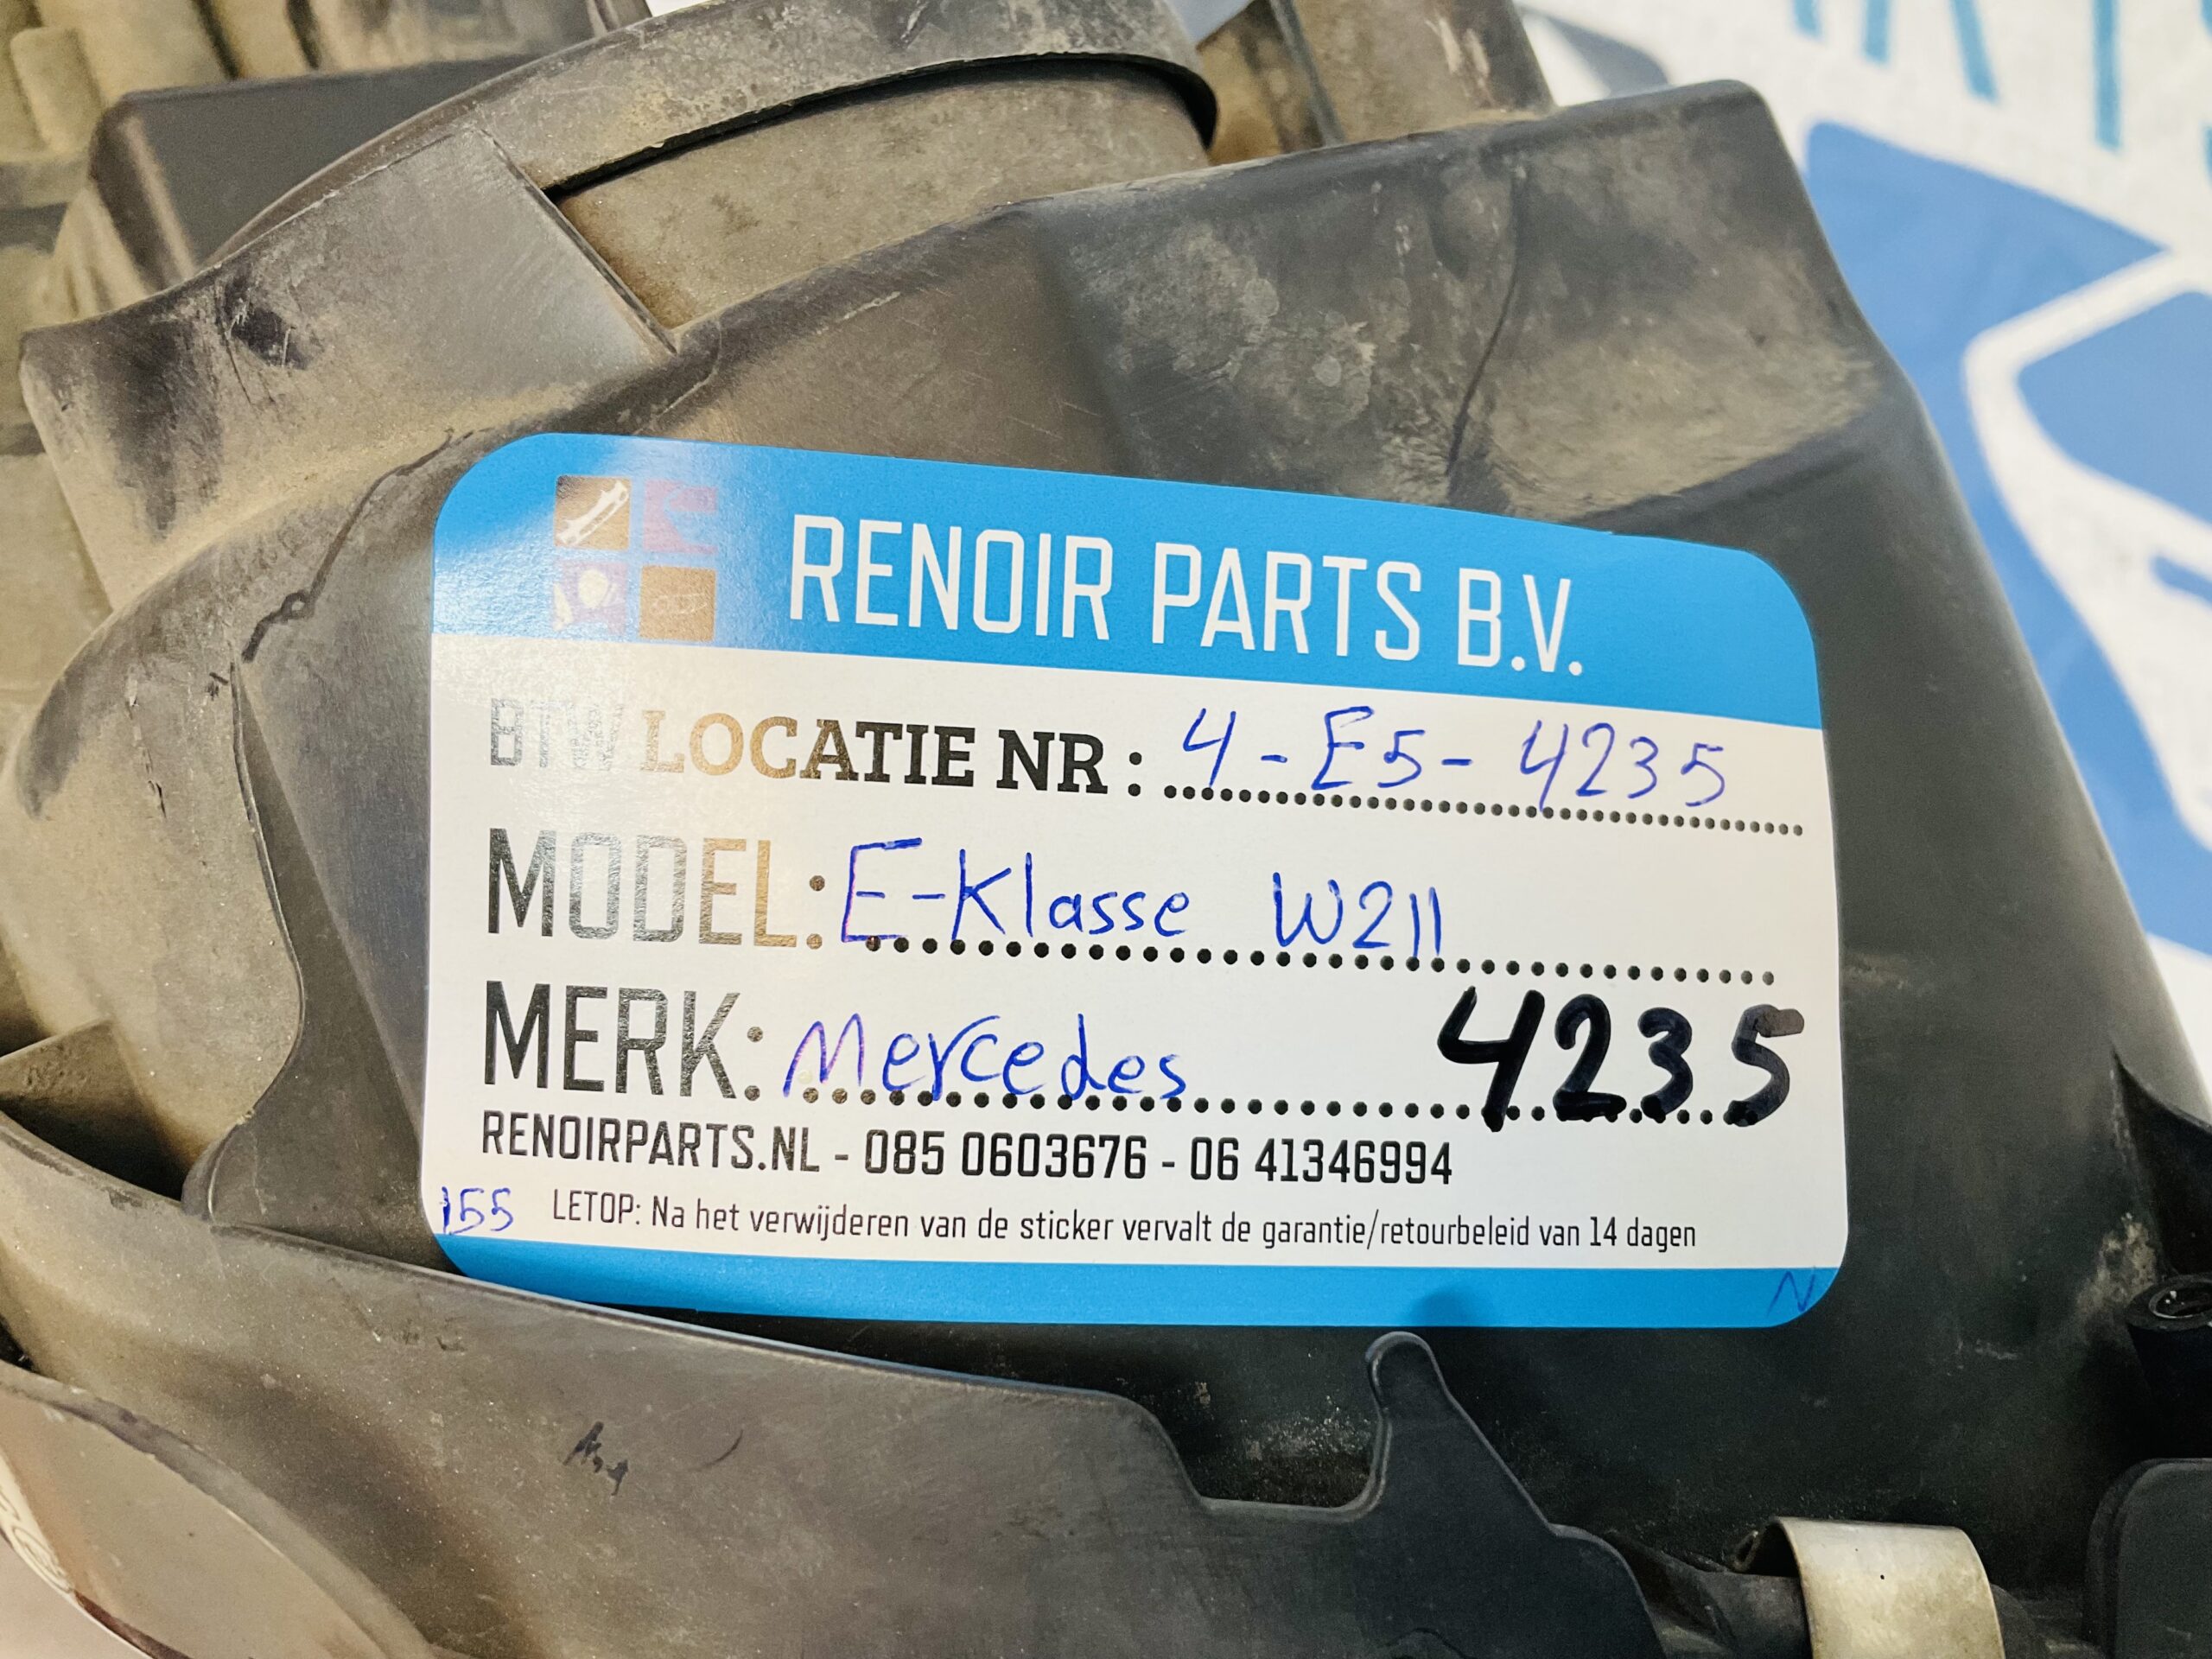 RENOIR PARTS B.V.
BTW LOCATIE NR : 4-E5-4235
MODEL: E-Klasse W211
MERK: Mercedes 4235
RENOIRPARTS.NL - 085 0603676 - 06 41346994
155 LETOP: Na het verwijderen van de sticker vervalt de garantie/retourbeleid van 14 dagen
N